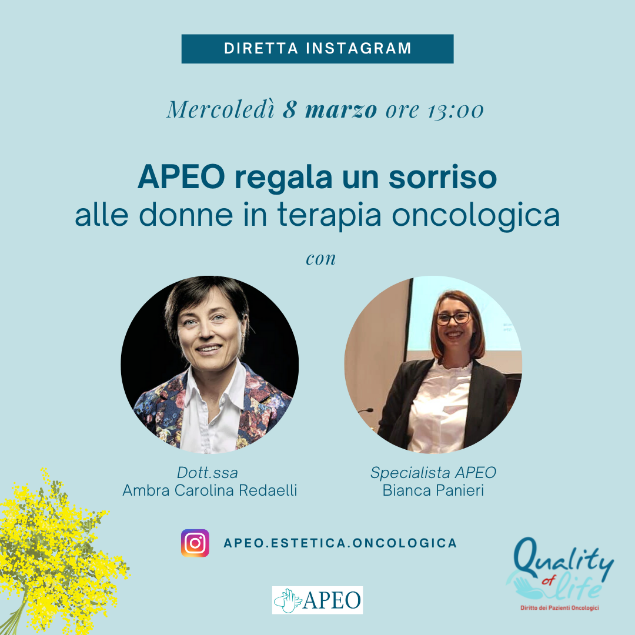 DIRETTA INSTAGRAM
Mercoledì 8 marzo ore 13:00
APEO regala un sorriso
alle donne in terapia oncologica
con
Dott.ssa
Ambra Carolina Redaelli
Specialista APEO
Bianca Panieri
APEO.ESTETICA.ONCOLOGICA
Quality
of life
Diritto dei Pazienti Oncologici
APEO